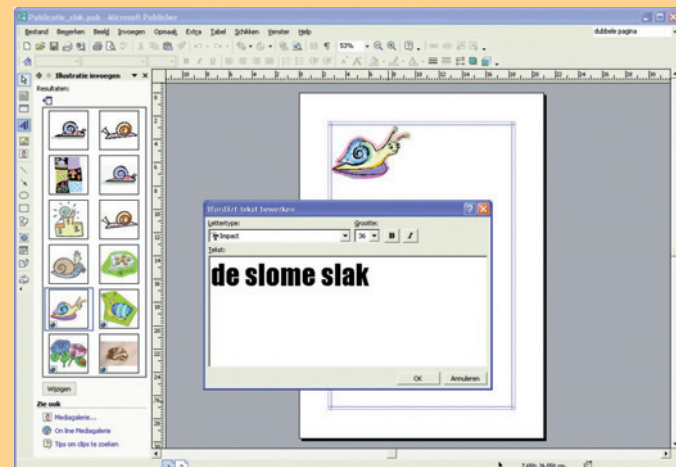 Publicatie_slak.pub - Microsoft Publisher
Bestand Bewerken Beeld Invoegen Opmaak Extra Tabel Schikken Venster Help
dubbele pagina
53%
Illustratie invoegen
Resultaten:
WordArt-tekst bewerken
Lettertype: Grootte:
Impact 36 B I
Tekst:
de slome slak
OK Annuleren
Wijzigen
Zie ook
Mediagalerie...
On line Mediagalerie
Tips om clips te zoeken